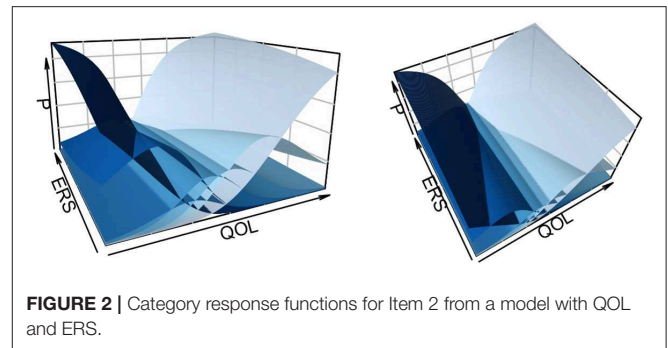 P
ERS
QOL
P
ERS
QOL
FIGURE 2 | Category response functions for Item 2 from a model with QOL
and ERS.